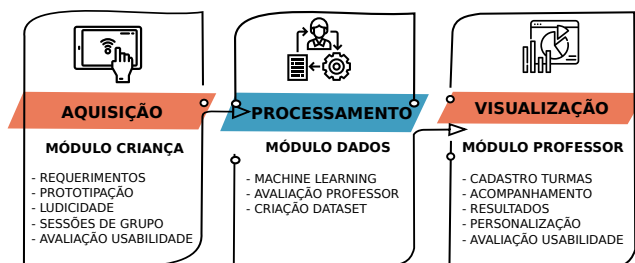 AQUISIÇÃO
MÓDULO CRIANÇA
- REQUERIMENTOS
- PROTOTIPAÇÃO
- LUDICIDADE
- SESSÕES DE GRUPO
- AVALIAÇÃO USABILIDADE
PROCESSAMENTO
MÓDULO DADOS
- MACHINE LEARNING
- AVALIAÇÃO PROFESSOR
- CRIAÇÃO DATASET
VISUALIZAÇÃO
MÓDULO PROFESSOR
- CADASTRO TURMAS
- ACOMPANHAMENTO
- RESULTADOS
- PERSONALIZAÇÃO
- AVALIAÇÃO USABILIDADE